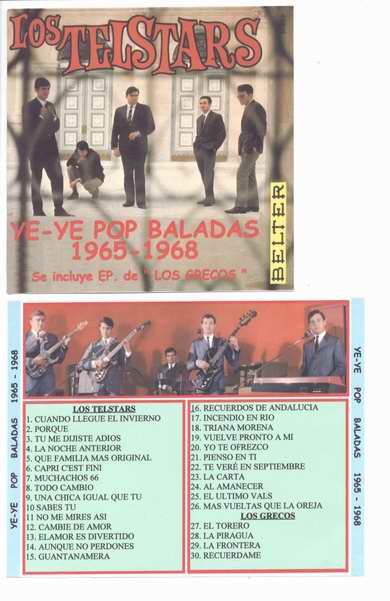 LOS TELSTARS
YE-YE POP BALADAS
1965-1968
Se incluye EP. de " LOS GRECOS "
BELTER
YE-YE POP BALADAS 1965 - 1968
LOS TELSTARS
1. CUANDO LLEGUE EL INVIERNO
2. PORQUE
3. TU ME DIJISTE ADIOS
4. LA NOCHE ANTERIOR
5. QUE FAMILIA MAS ORIGINAL
6. CAPRI C'EST FINI
7. MUCHACHOS 66
8. TODO CAMBIO
9. UNA CHICA IGUAL QUE TU
10 SABES TU
11 NO ME MIRES ASI
12. CAMBIE DE AMOR
13. ELAMOR ES DIVERTIDO
14. AUNQUE NO PERDONES
15. GUANTANAMERA
16. RECUERDOS DE ANDALUCIA
17. INCENDIO EN RIO
18. TRIANA MORENA
19. VUELVE PRONTO A MI
20. YO TE OFREZCO
21. PIENSO EN TI
22. TE VERÉ EN SEPTIEMBRE
23. LA CARTA
24. AL AMANECER
25. EL ULTIMO VALS
26. MAS VUELTAS QUE LA OREJA
LOS GRECOS
27. EL TORERO
28. LA PIRAGUA
29. LA FRONTERA
30. RECUERDAME
YE-YE POP BALADAS 1965 - 1968